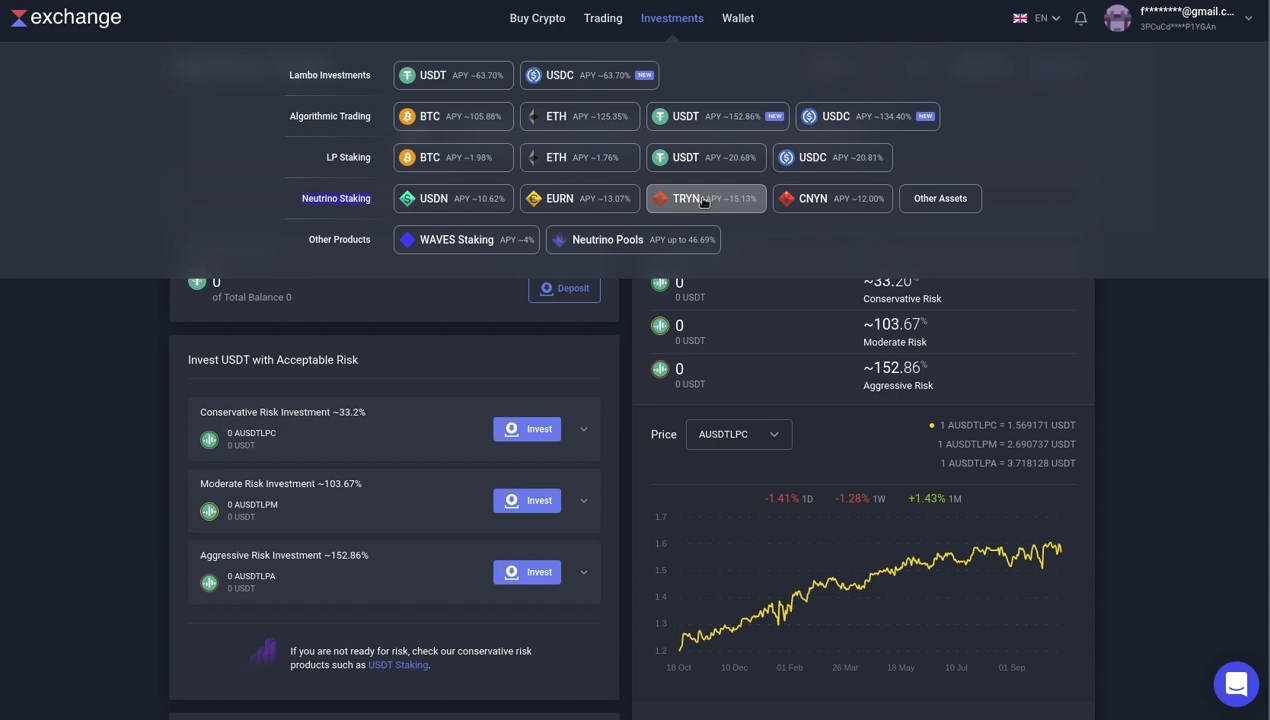 exchange
Buy Crypto Trading Investments Wallet
EN
f********@gmail.c...
3PCuCd****P1YGAn
Lambo Investments USDT APY ~63.70% USDC APY ~63.70% NEW
Algorithmic Trading BTC APY ~105.88% ETH APY ~125.35% USDT APY ~152.86% NEW USDC APY ~134.40% NEW
LP Staking BTC APY ~1.98% ETH APY ~1.76% USDT APY ~20.68% USDC APY ~20.81%
Neutrino Staking USDN APY ~10.62% EURN APY ~13.07% TRYN APY ~15.13% CNYN APY ~12.00% Other Assets
Other Products WAVES Staking APY ~4% Neutrino Pools APY up to 46.69%
0
of Total Balance 0
Deposit
Invest USDT with Acceptable Risk
Conservative Risk Investment ~33.2%
0 AUSDTLPC
0 USDT
Invest
Moderate Risk Investment ~103.67%
0 AUSDTLPM
0 USDT
Invest
Aggressive Risk Investment ~152.86%
0 AUSDTLPA
0 USDT
Invest
If you are not ready for risk, check our conservative risk
products such as USDT Staking.
0 ~33.20%
0 USDT Conservative Risk
0 ~103.67%
0 USDT Moderate Risk
0 ~152.86%
0 USDT Aggressive Risk
Price AUSDTLPC
1 AUSDTLPC = 1.569171 USDT
1 AUSDTLPM = 2.690737 USDT
1 AUSDTLPA = 3.718128 USDT
-1.41% 1D -1.28% 1W +1.43% 1M
1.7
1.6
1.5
1.4
1.3
1.2
18 Oct 10 Dec 01 Feb 26 Mar 18 May 10 Jul 01 Sep